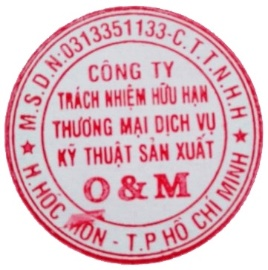 M.S.D.N:0313351133-C.T.T.N.H.H
CÔNG TY
TRÁCH NHIỆM HỮU HẠN
THƯƠNG MẠI DỊCH VỤ
KỸ THUẬT SẢN XUẤT
O & M
H HÓC MÔN - T.P HỒ CHÍ MINH